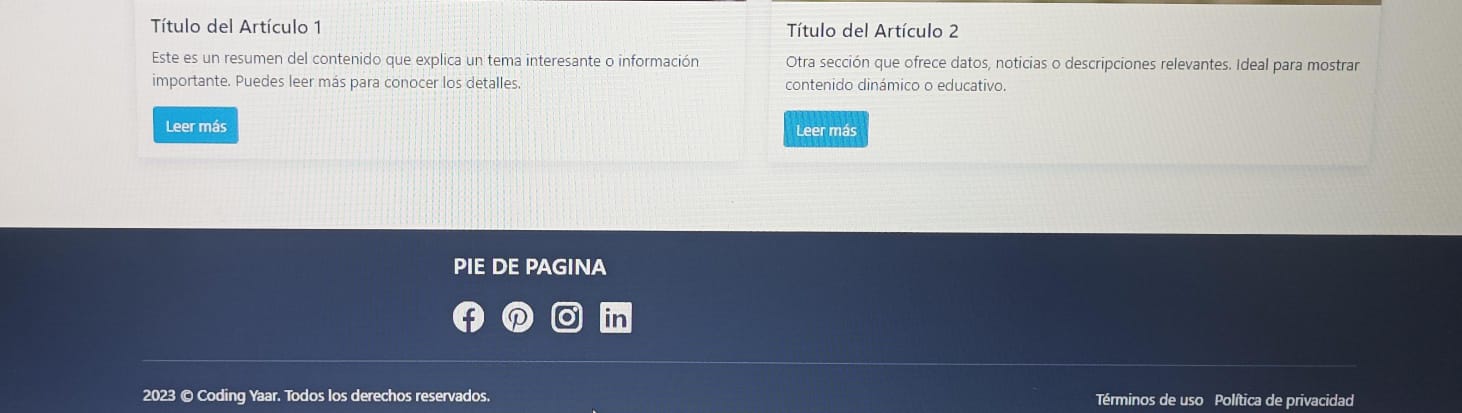 Título del Artículo 1
Este es un resumen del contenido que explica un tema interesante o información
importante. Puedes leer más para conocer los detalles.
Leer más
Título del Artículo 2
Otra sección que ofrece datos, noticias o descripciones relevantes. Ideal para mostrar
contenido dinámico o educativo.
Leer más
PIE DE PAGINA
2023 © Coding Yaar. Todos los derechos reservados.
Términos de uso Política de privacidad